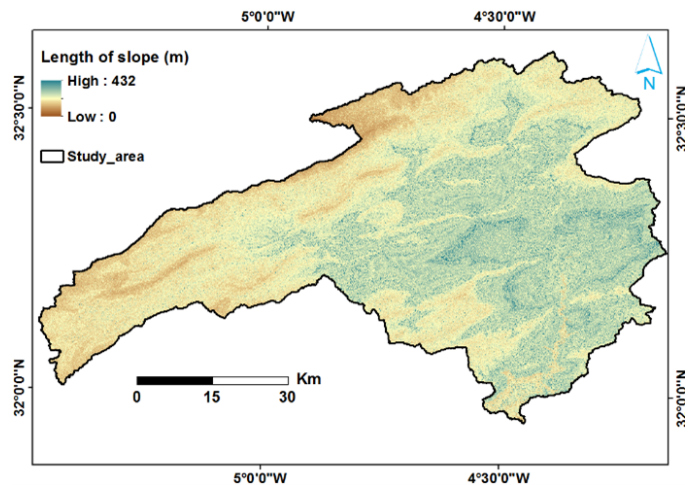 5°0'0"W 4°30'0"W
Length of slope (m)
High : 432
Low : 0
Study_area
N
32°30'0"N
32°30'0"N
32°0'0"N
32°0'0"N
Km
0 15 30
5°0'0"W 4°30'0"W